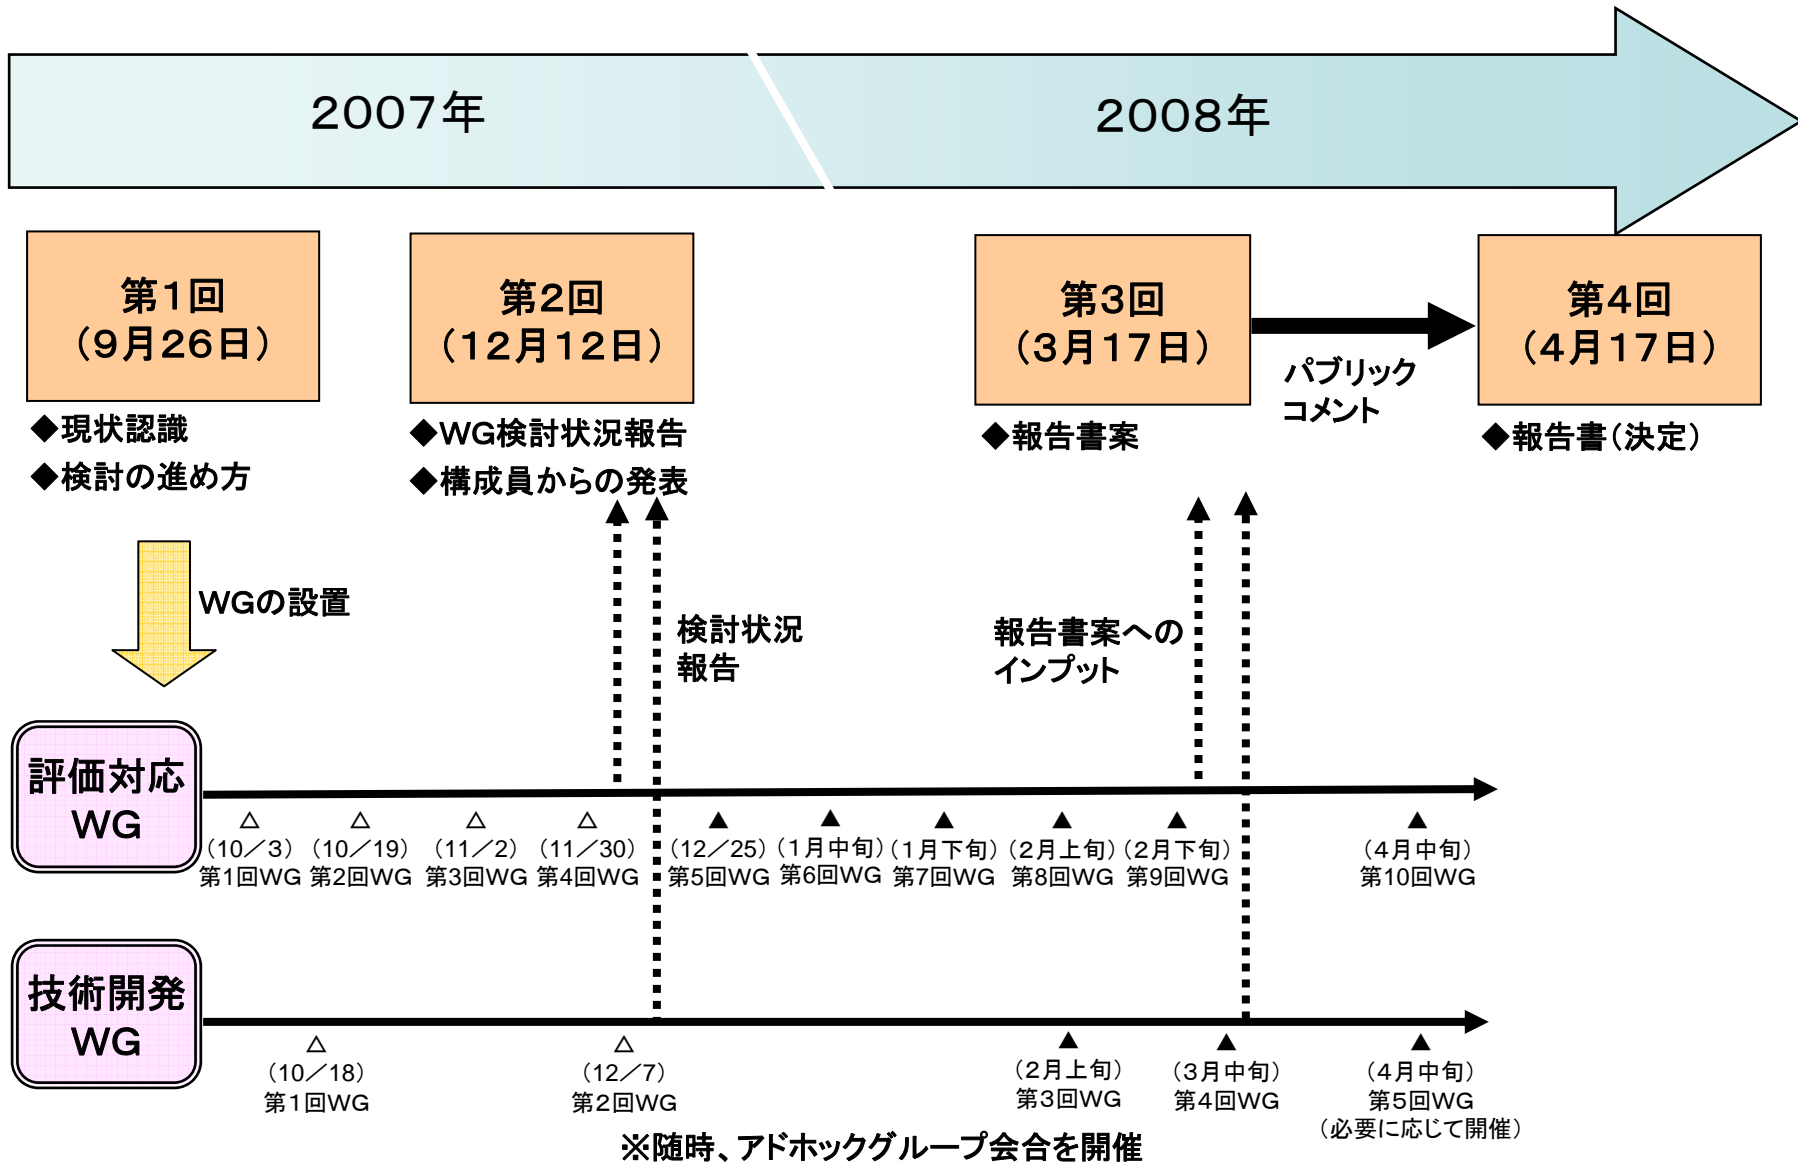 2007年
2008年
第1回
(9月26日)
第2回
(12月12日)
第3回
(3月17日)
第4回
(4月17日)
パブリック
コメント
◆現状認識
◆検討の進め方
◆WG検討状況報告
◆構成員からの発表
◆報告書案
◆報告書(決定)
WGの設置
検討状況
報告
報告書案への
インプット
評価対応
WG
△
(10/3)
第1回WG
△
(10/19)
第2回WG
△
(11/2)
第3回WG
△
(11/30)
第4回WG
▲
(12/25)
第5回WG
▲
(1月中旬)
第6回WG
▲
(1月下旬)
第7回WG
▲
(2月上旬)
第8回WG
▲
(2月下旬)
第9回WG
▲
(4月中旬)
第10回WG
技術開発
WG
△
(10/18)
第1回WG
△
(12/7)
第2回WG
▲
(2月上旬)
第3回WG
▲
(3月中旬)
第4回WG
▲
(4月中旬)
第5回WG
(必要に応じて開催)
※随時、アドホックグループ会合を開催